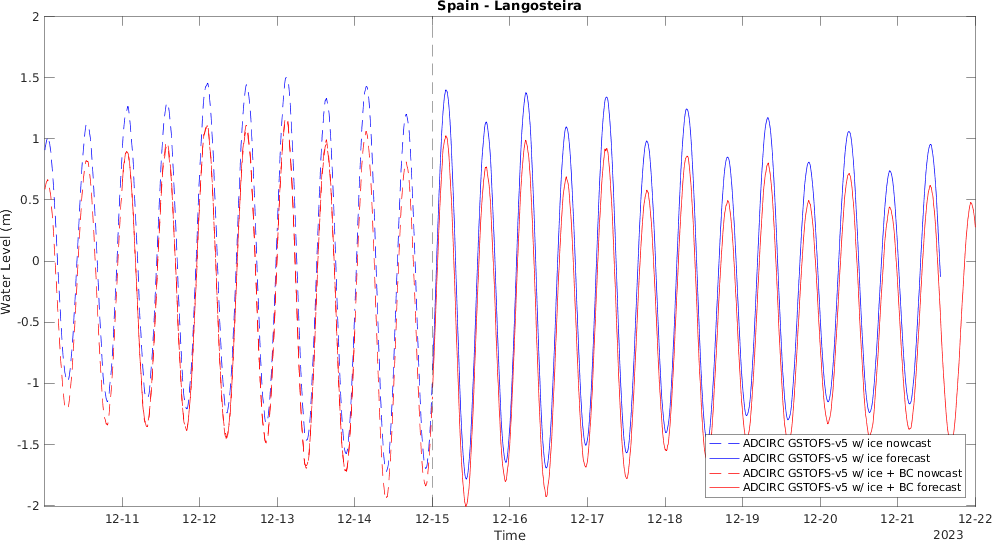 Spain - Langosteira
2
1.5
1
0.5
0
-0.5
-1
-1.5
-2
Water Level (m)
ADCIRC GSTOFS-v5 w/ ice nowcast
ADCIRC GSTOFS-v5 w/ ice forecast
ADCIRC GSTOFS-v5 w/ ice + BC nowcast
ADCIRC GSTOFS-v5 w/ ice + BC forecast
12-11 12-12 12-13 12-14 12-15 12-16 12-17 12-18 12-19 12-20 12-21 12-22
Time 2023